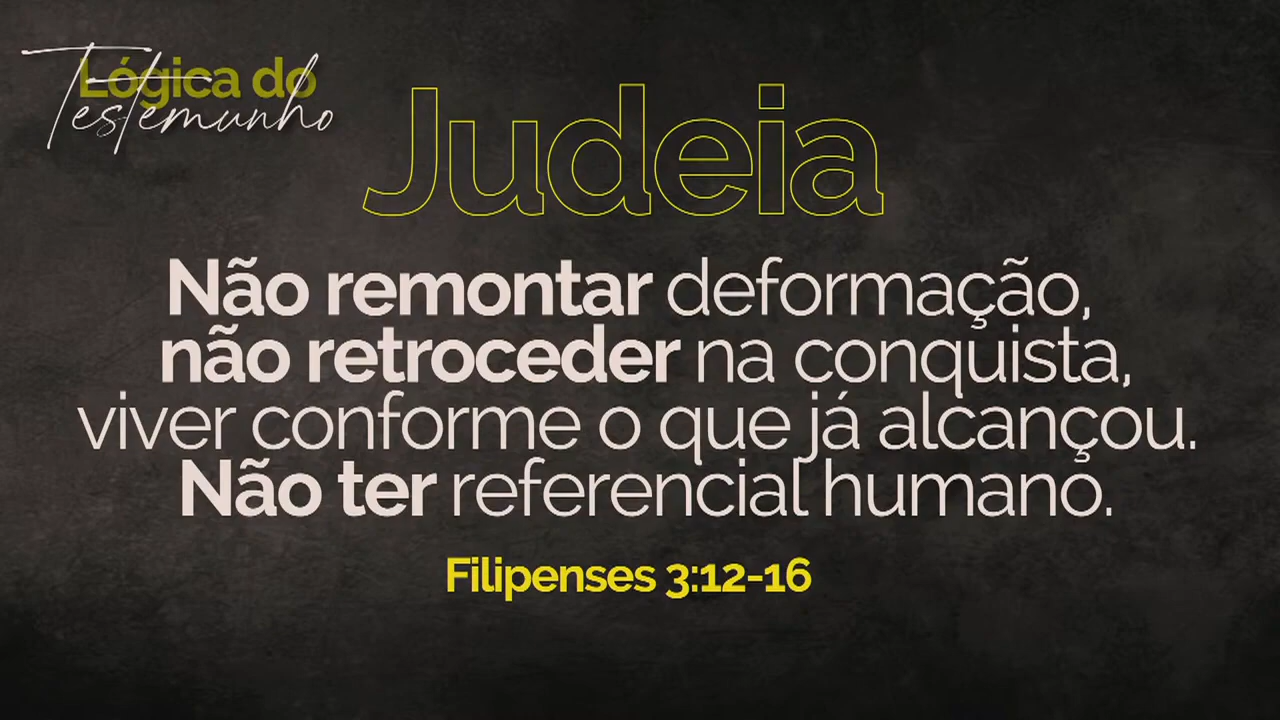 Lógica do
Testemunho
Judeia
Não remontar deformação,
não retroceder na conquista,
viver conforme o que já alcançou.
Não ter referencial humano.
Filipenses 3:12-16